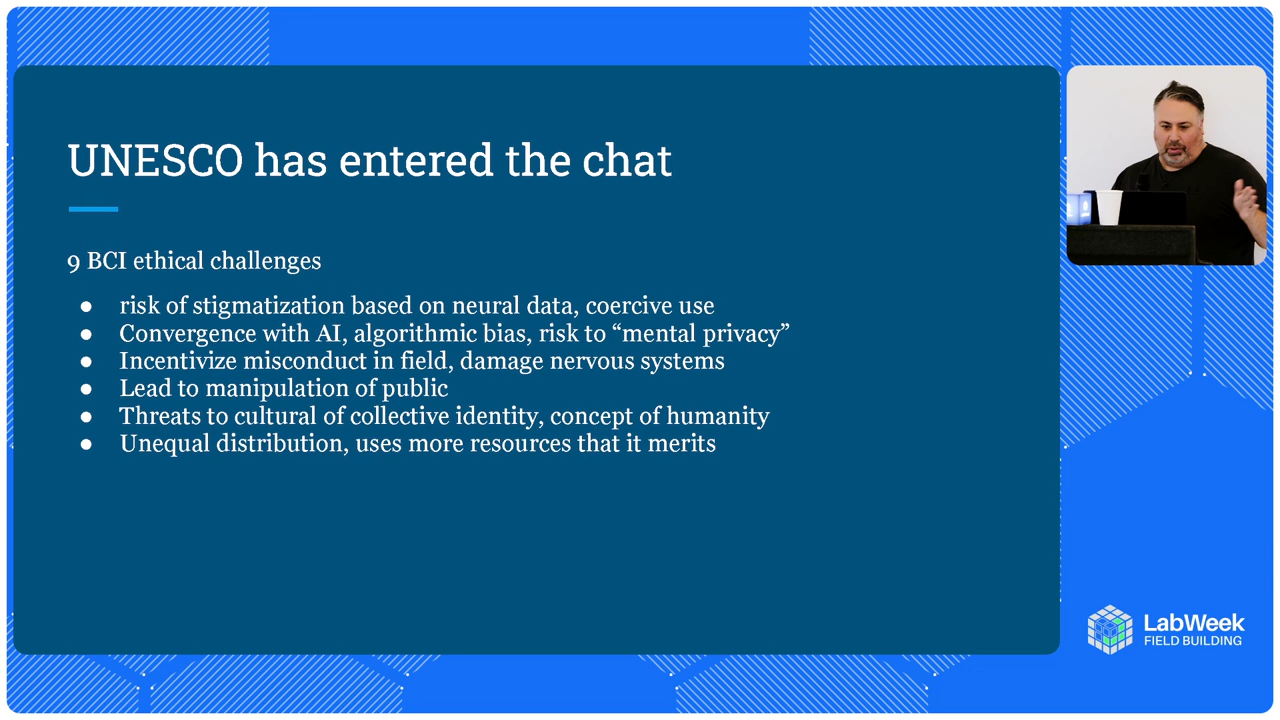 UNESCO has entered the chat
9 BCI ethical challenges
● risk of stigmatization based on neural data, coercive use
● Convergence with AI, algorithmic bias, risk to “mental privacy”
● Incentivize misconduct in field, damage nervous systems
● Lead to manipulation of public
● Threats to cultural of collective identity, concept of humanity
● Unequal distribution, uses more resources that it merits
LabWeek
FIELD BUILDING